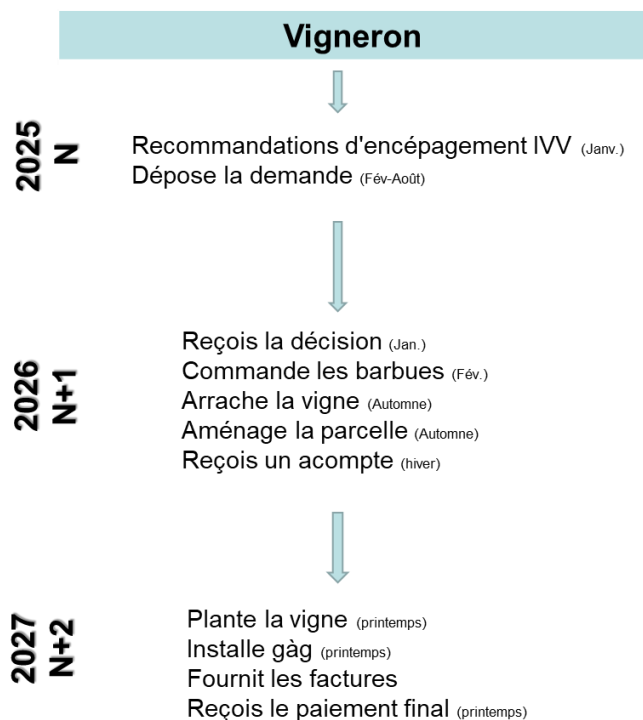 Vigneron
2025
N
Recommandations d'encépagement IVV (Janv.)
Dépose la demande (Fév-Août)
2026
N+1
Reçois la décision (Jan.)
Commande les barbues (Fév.)
Arrache la vigne (Automne)
Aménage la parcelle (Automne)
Reçois un acompte (hiver)
2027
N+2
Plante la vigne (printemps)
Installe gàg (printemps)
Fournit les factures
Reçois le paiement final (printemps)